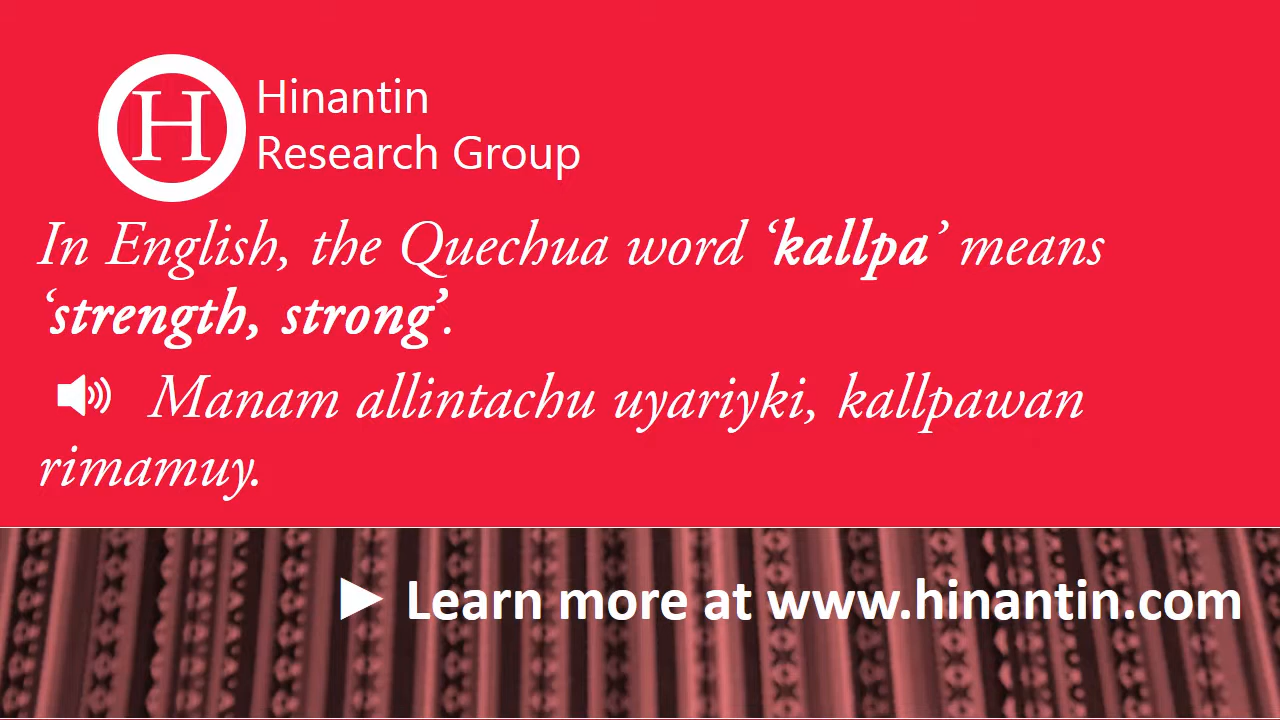 H
Hinantin
Research Group
In English, the Quechua word ‘kallpa’ means
‘strength, strong’.
Manam allintachu uyariyki, kallpawan
rimamuy.
Learn more at www.hinantin.com